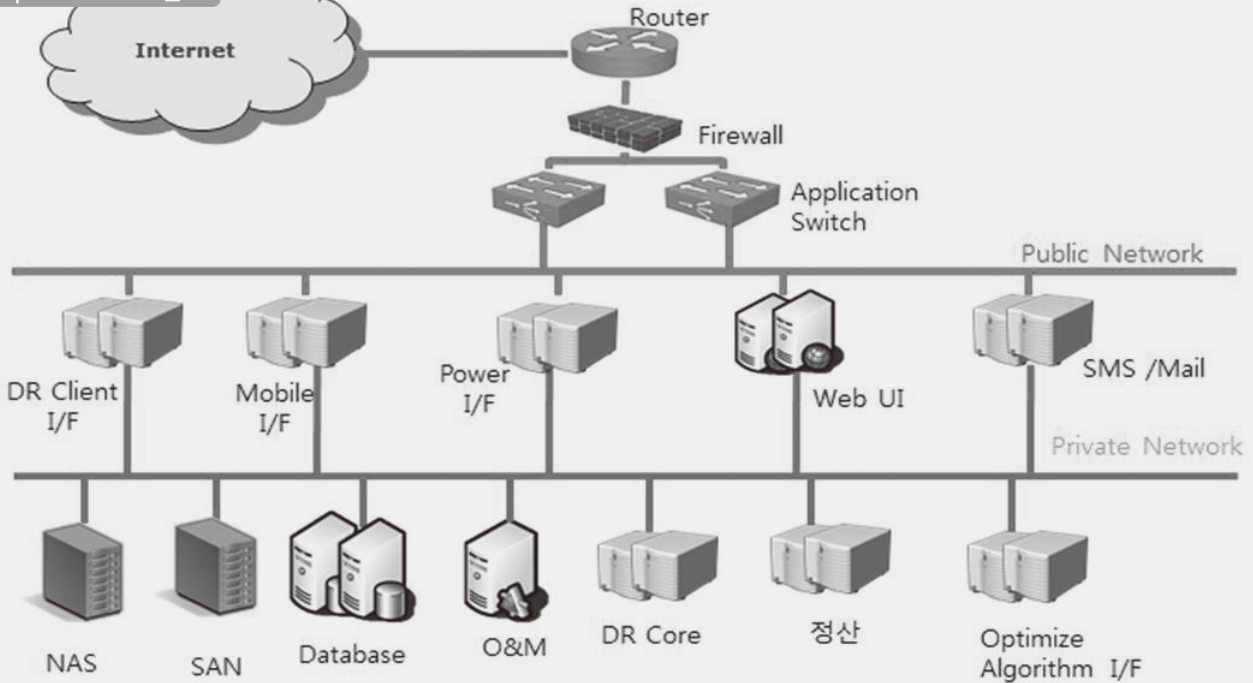 Internet
Router
Firewall
Application
Switch
Public Network
DR Client
I/F
Mobile
I/F
Power
I/F
Web UI
SMS /Mail
Private Network
NAS
SAN
Database
O&M
DR Core
정산
Optimize
Algorithm I/F